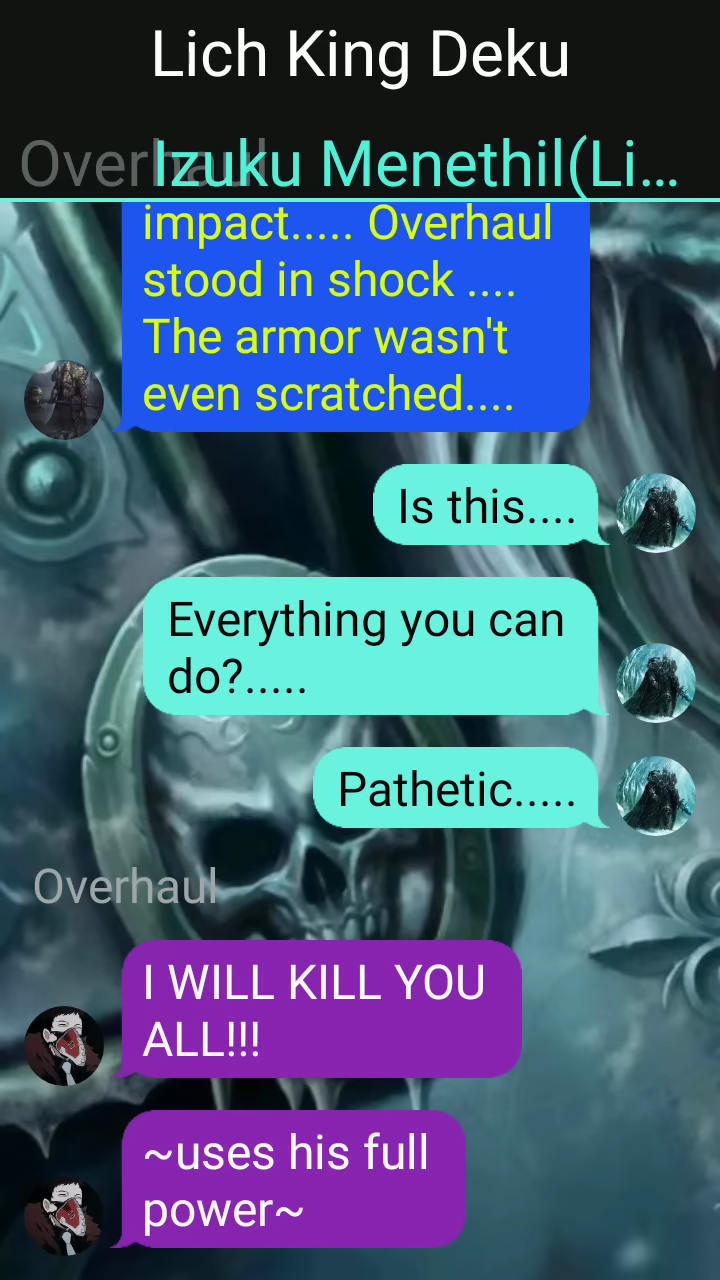 Lich King Deku
Overhaul
Izuku Menethil(Li...
impact..... Overhaul
stood in shock ....
The armor wasn't
even scratched....
Is this....
Everything you can
do?.....
Pathetic.....
Overhaul
I WILL KILL YOU
ALL!!!
~uses his full
power~